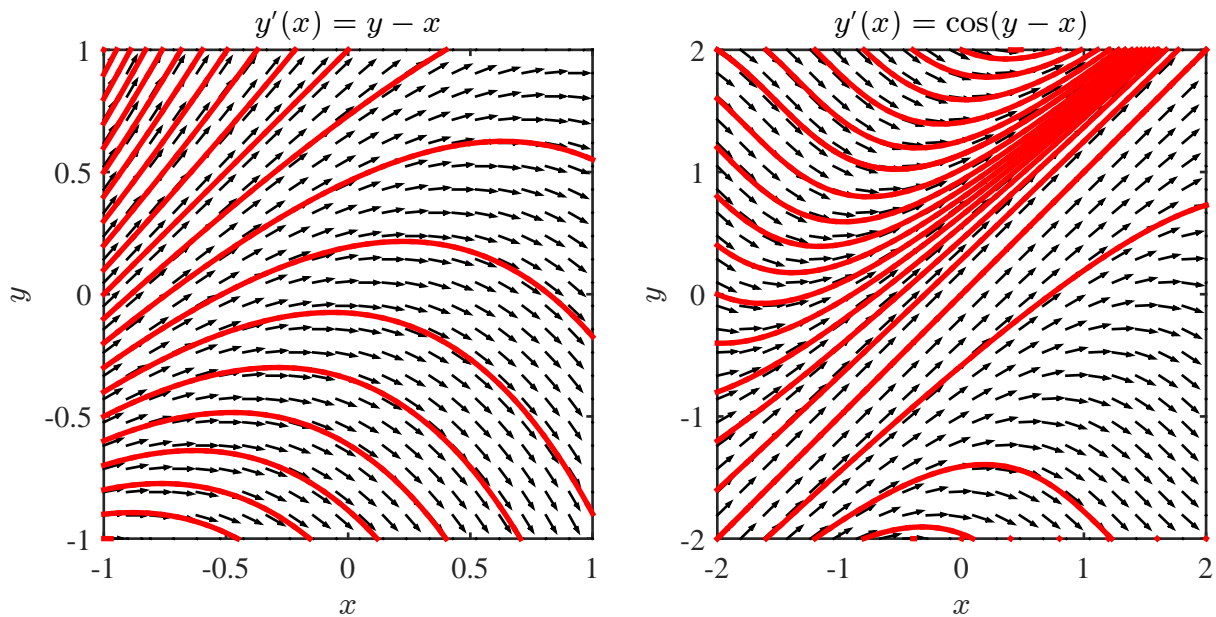 y′(x) = y − x
1
0.5
0
-0.5
-1
y
-1 -0.5 0 0.5 1
x
y′(x) = cos(y − x)
2
1
0
-1
-2
y
-2 -1 0 1 2
x